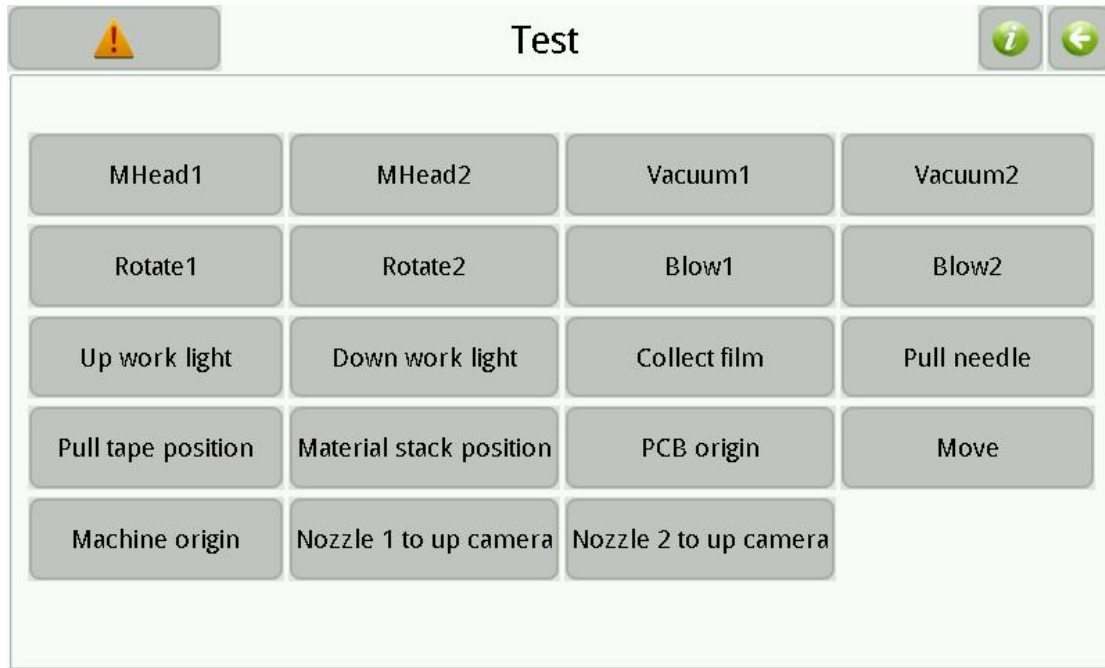 Test
MHead1
MHead2
Vacuum1
Vacuum2
Rotate1
Rotate2
Blow1
Blow2
Up work light
Down work light
Collect film
Pull needle
Pull tape position
Material stack position
PCB origin
Move
Machine origin
Nozzle 1 to up camera
Nozzle 2 to up camera